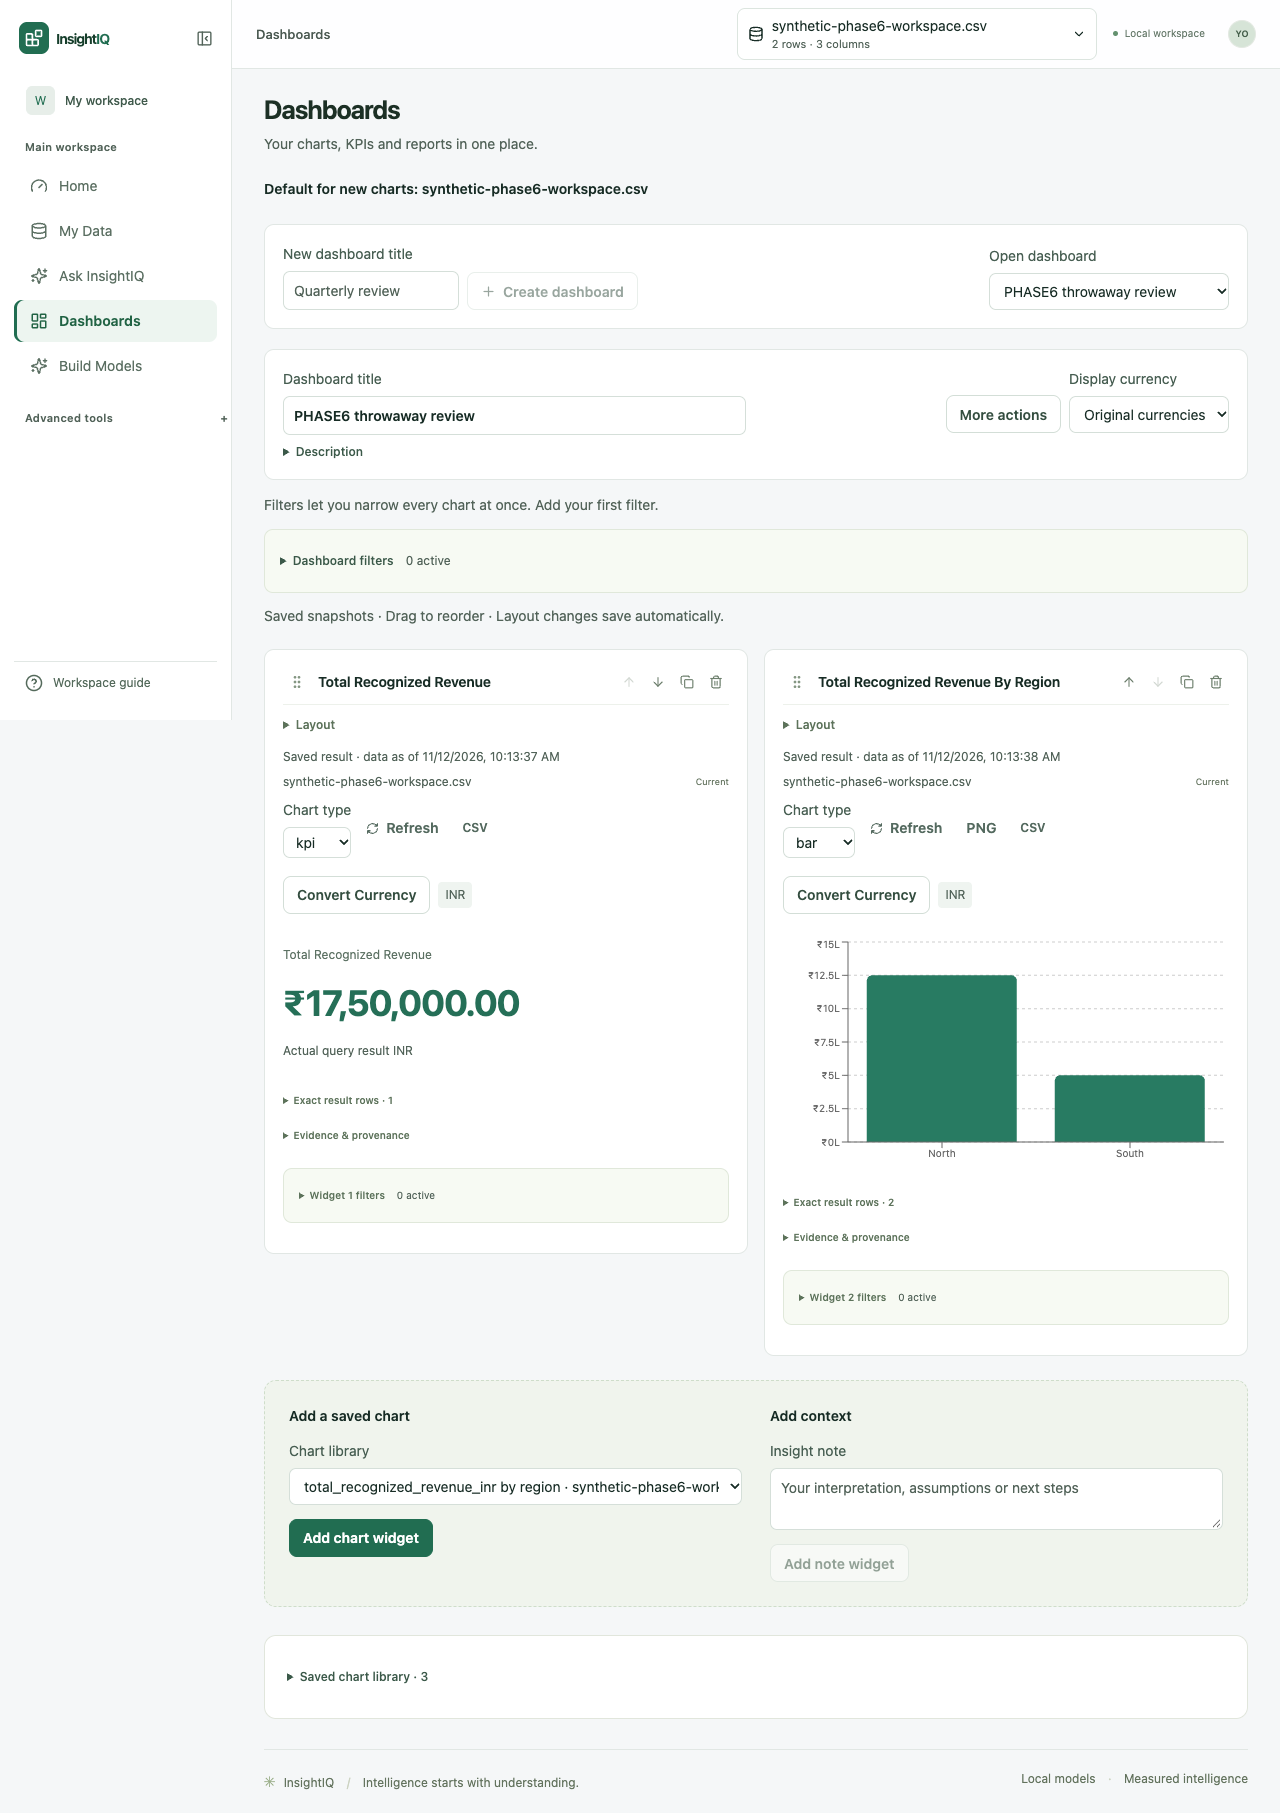 InsightIQ
W My workspace
Main workspace
Home
My Data
Ask InsightIQ
Dashboards
Build Models
Advanced tools +
Workspace guide
Dashboards
synthetic-phase6-workspace.csv
2 rows · 3 columns
Local workspace
YO
Dashboards
Your charts, KPIs and reports in one place.
Default for new charts: synthetic-phase6-workspace.csv
New dashboard title
Quarterly review
+ Create dashboard
Open dashboard
PHASE6 throwaway review
Dashboard title
PHASE6 throwaway review
More actions
Display currency
Original currencies
Description
Filters let you narrow every chart at once. Add your first filter.
Dashboard filters 0 active
Saved snapshots · Drag to reorder · Layout changes save automatically.
Total Recognized Revenue
Layout
Saved result · data as of 11/12/2026, 10:13:37 AM
synthetic-phase6-workspace.csv Current
Chart type
kpi
Refresh CSV
Convert Currency INR
Total Recognized Revenue
₹17,50,000.00
Actual query result INR
Exact result rows · 1
Evidence & provenance
Widget 1 filters 0 active
Total Recognized Revenue By Region
Layout
Saved result · data as of 11/12/2026, 10:13:38 AM
synthetic-phase6-workspace.csv Current
Chart type
bar
Refresh PNG CSV
Convert Currency INR
₹15L
₹12.5L
₹10L
₹7.5L
₹5L
₹2.5L
₹0L
North South
Exact result rows · 2
Evidence & provenance
Widget 2 filters 0 active
Add a saved chart
Chart library
total_recognized_revenue_inr by region · synthetic-phase6-work
Add chart widget
Add context
Insight note
Your interpretation, assumptions or next steps
Add note widget
Saved chart library · 3
InsightIQ / Intelligence starts with understanding.
Local models · Measured intelligence